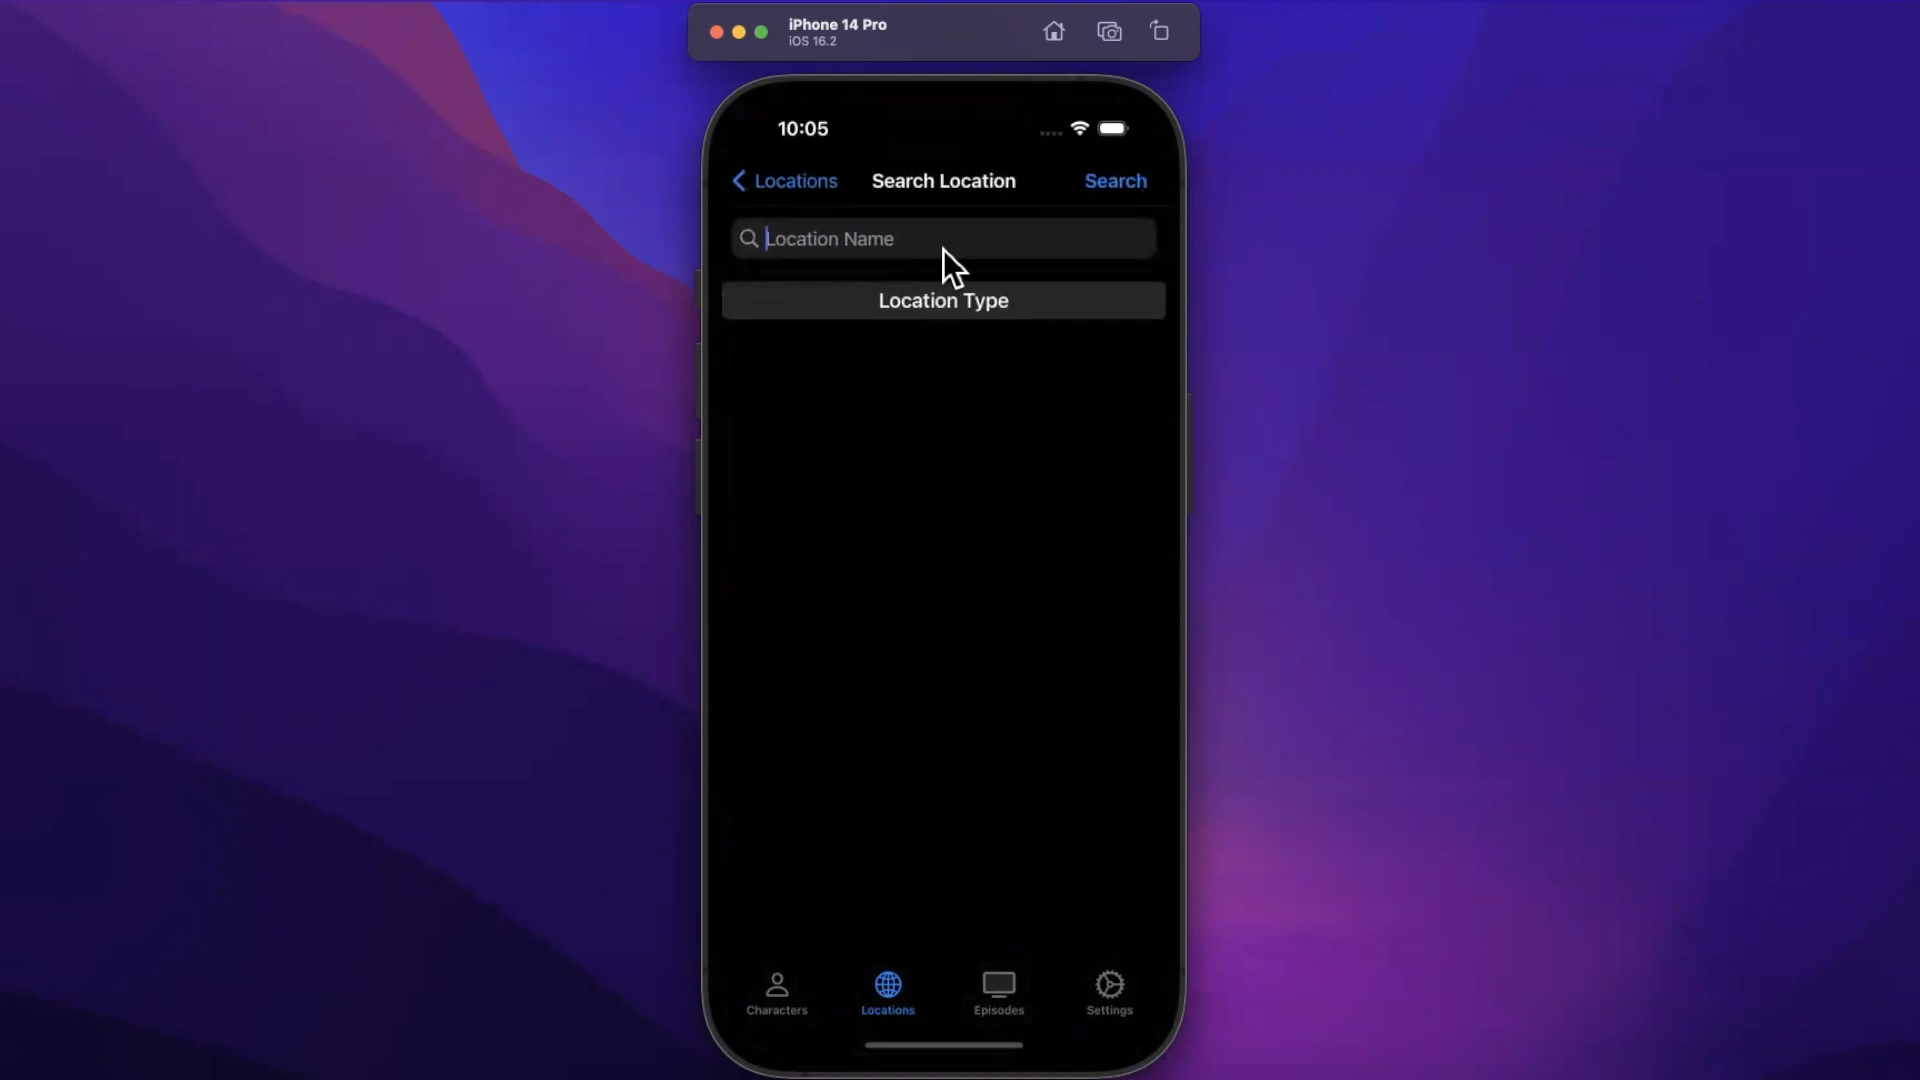 iPhone 14 Pro
iOS 16.2
10:05
Locations
Search Location
Search
Location Name
Location Type
Characters
Locations
Episodes
Settings